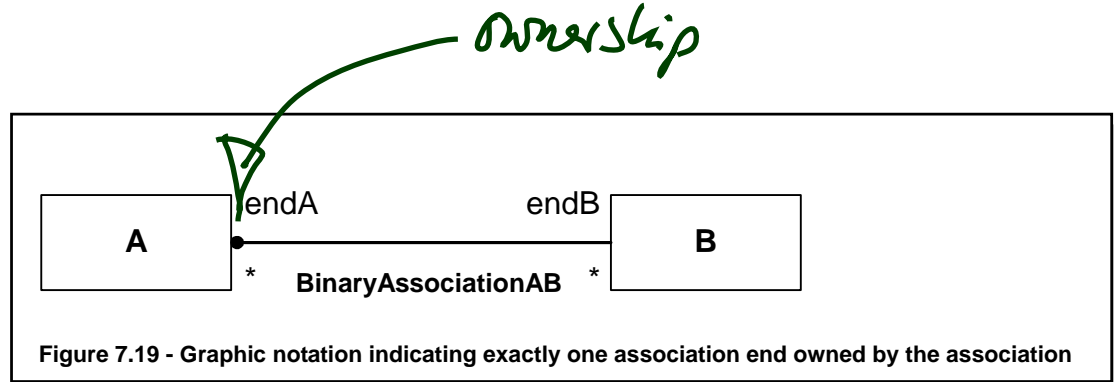 ownership
endA endB
A B
* BinaryAssociationAB *
Figure 7.19 - Graphic notation indicating exactly one association end owned by the association